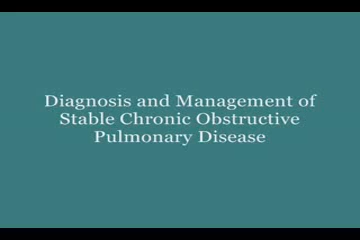 Diagnosis and Management of
Stable Chronic Obstructive
Pulmonary Disease